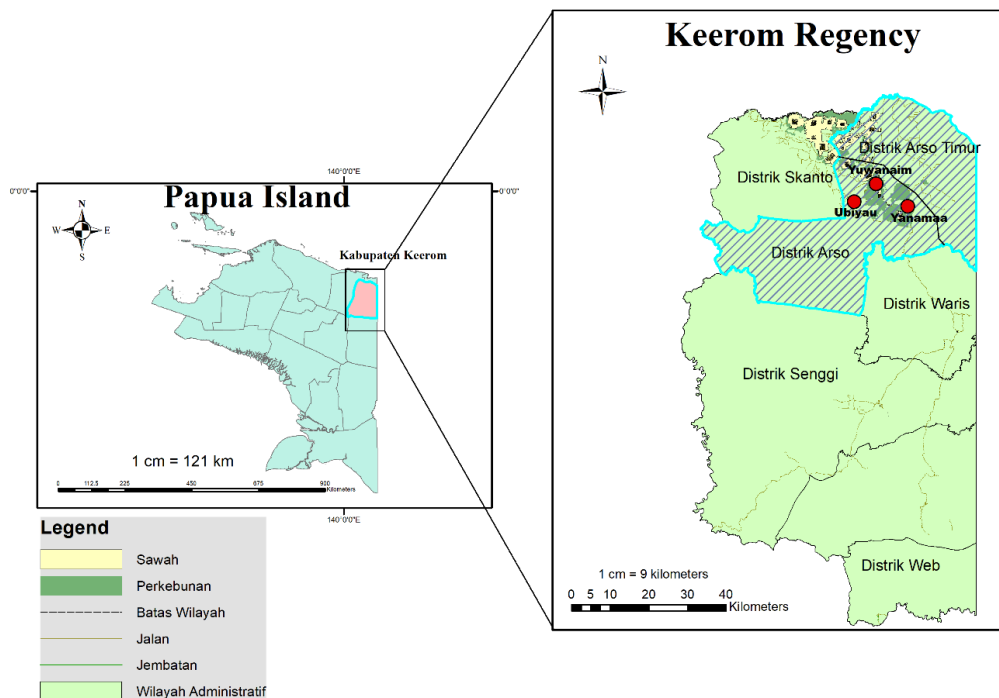 Papua Island
140°0'0"E
0°0'0"
0°0'0"
N
W
E
S
Kabupaten Keerom
1 cm = 121 km
0
112.5
225
450
675
900
Kilometers
140°0'0"E
Keerom Regency
N
Distrik Arso Timur
Yuwanaim
Distrik Skanto
Ubiyau
Yanamaa
Distrik Arso
Distrik Waris
Distrik Senggi
Distrik Web
1 cm = 9 kilometers
0 5 10 20 30 40
Kilometers
Legend
Sawah
Perkebunan
Batas Wilayah
Jalan
Jembatan
Wilayah Administratif